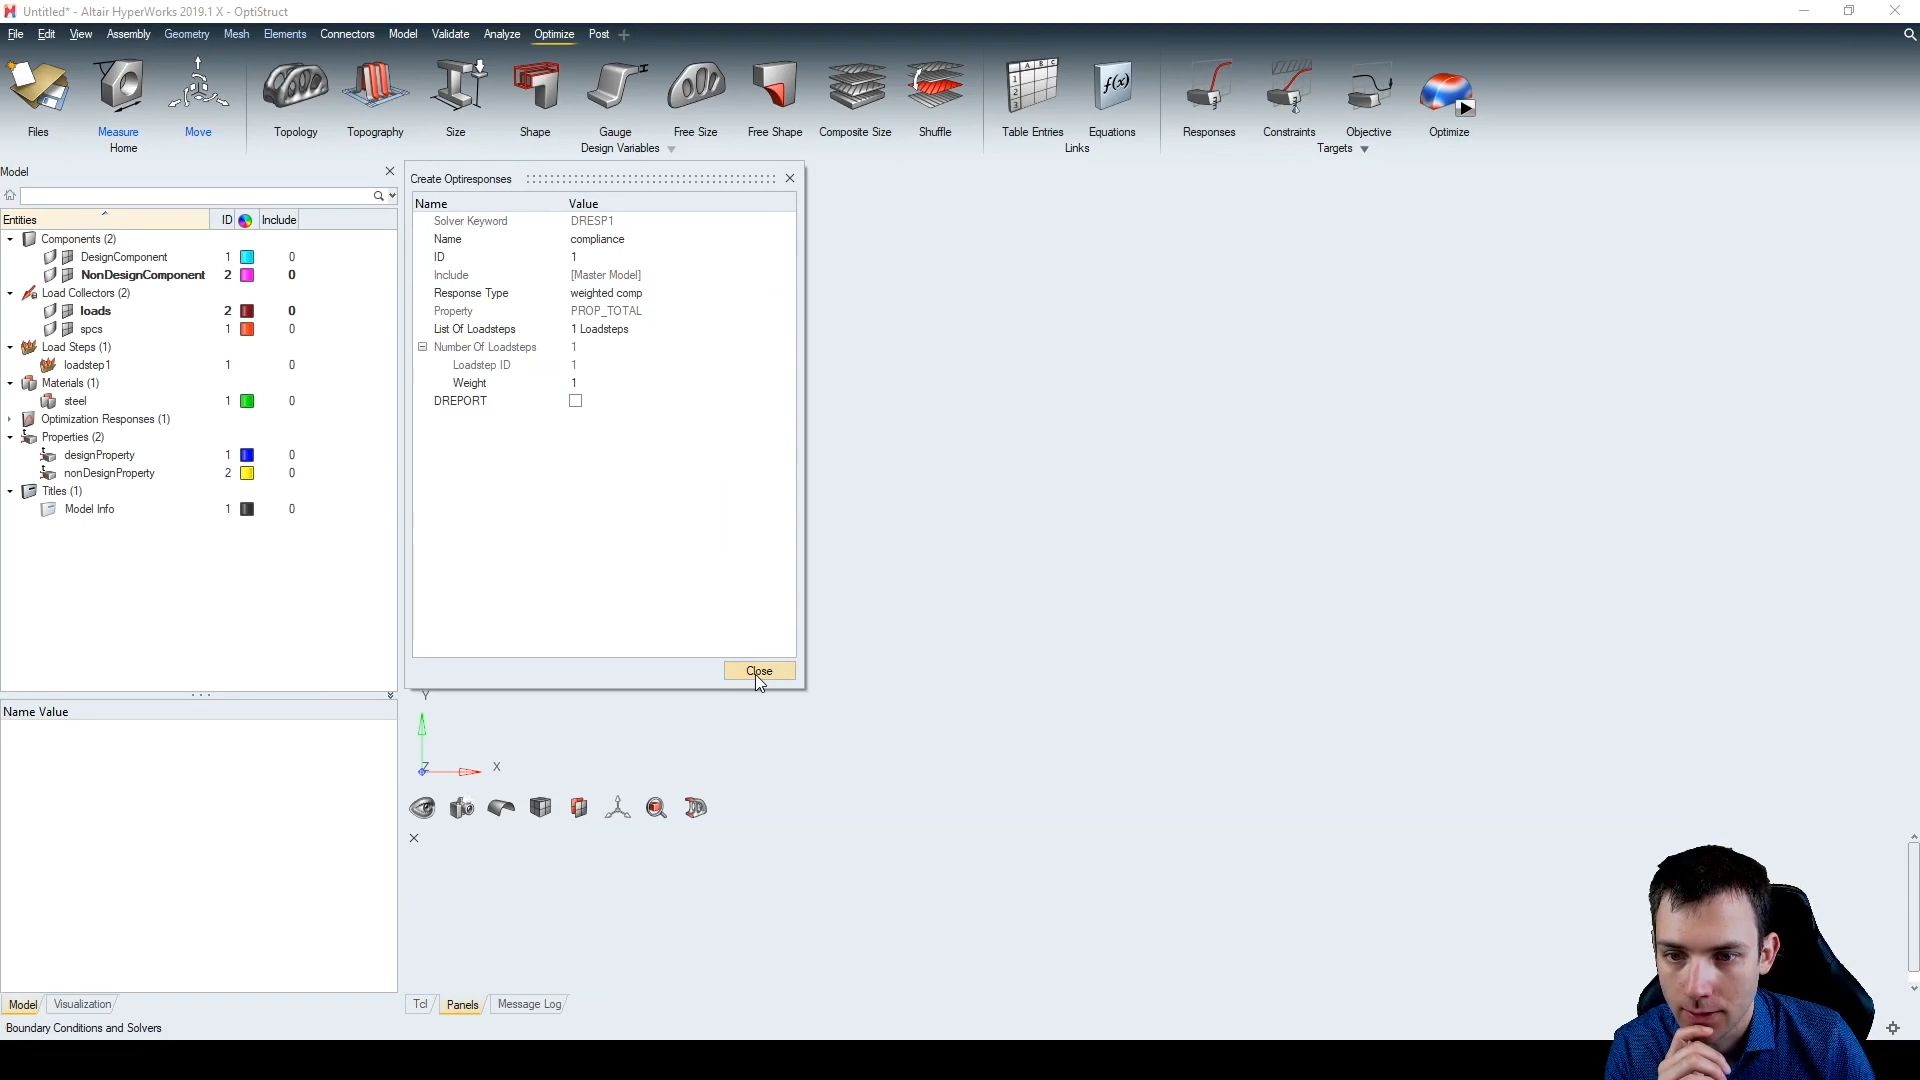 Untitled* - Altair HyperWorks 2019.1 X - OptiStruct
File Edit View Assembly Geometry Mesh Elements Connectors Model Validate Analyze Optimize Post
Files Measure Move Topology Topography Size Shape Gauge Free Size Free Shape Composite Size Shuffle Table Entries Equations Responses Constraints Objective Optimize
Home Design Variables Links Targets
Model
Entities ID Include
Components (2)
DesignComponent 1 0
NonDesignComponent 2 0
Load Collectors (2)
loads 2 0
spcs 1 0
Load Steps (1)
loadstep1 1 0
Materials (1)
steel 1 0
Optimization Responses (1)
Properties (2)
designProperty 1 0
nonDesignProperty 2 0
Titles (1)
Model Info 1 0
Name Value
Model Visualization
Boundary Conditions and Solvers
Create Optiresponses
Name Value
Solver Keyword DRESP1
Name compliance
ID 1
Include [Master Model]
Response Type weighted comp
Property PROP_TOTAL
List Of Loadsteps 1 Loadsteps
Number Of Loadsteps 1
Loadstep ID 1
Weight 1
DREPORT
Close
Y
Z X
Tcl Panels Message Log